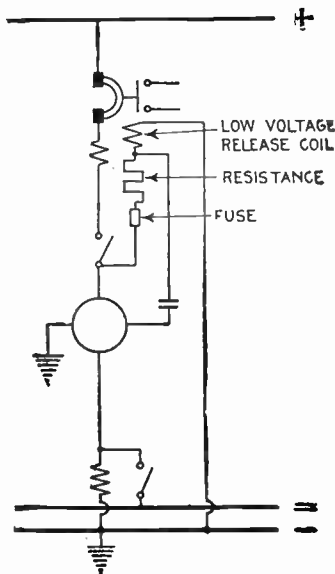 +
LOW VOLTAGE
RELEASE COIL
RESISTANCE
FUSE
=
−